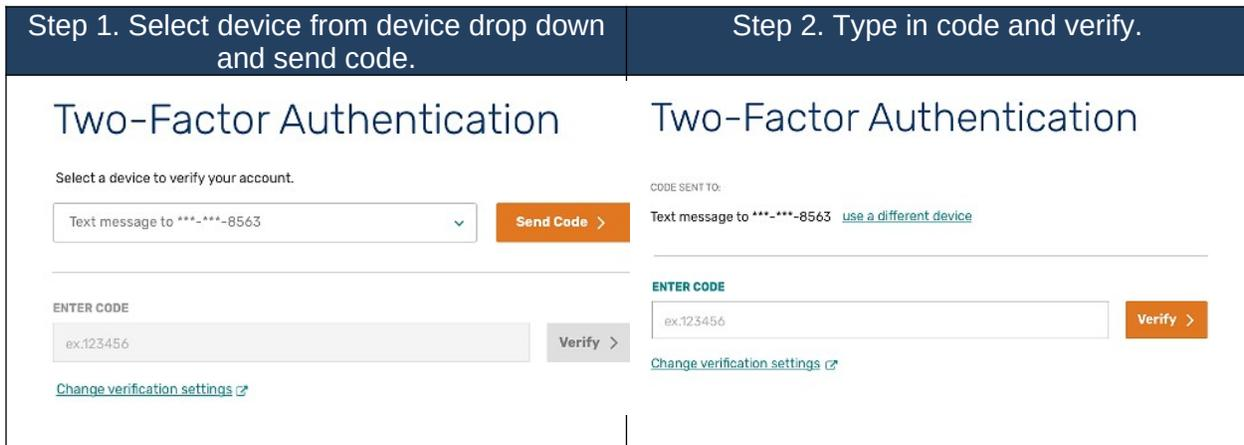 Step 1. Select device from device drop down
and send code.
Two-Factor Authentication
Select a device to verify your account.
Text message to ***-***-8563
Send Code
ENTER CODE
ex.123456
Verify
Change verification settings
Step 2. Type in code and verify.
Two-Factor Authentication
CODE SENT TO:
Text message to ***-***-8563 use a different device
ENTER CODE
ex.123456
Verify
Change verification settings